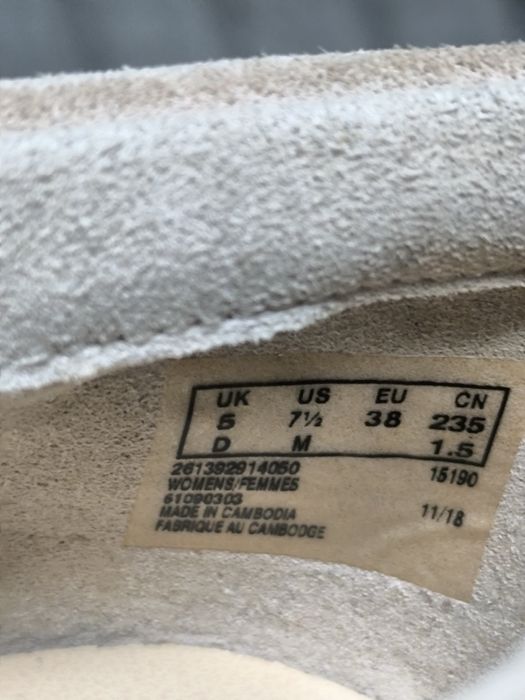 UK US EU CN
5 7½ 38 235
D M 1.5
261392914050 15190
WOMENS/FEMMES
61090303
MADE IN CAMBODIA 11/18
FABRIQUE AU CAMBODGE